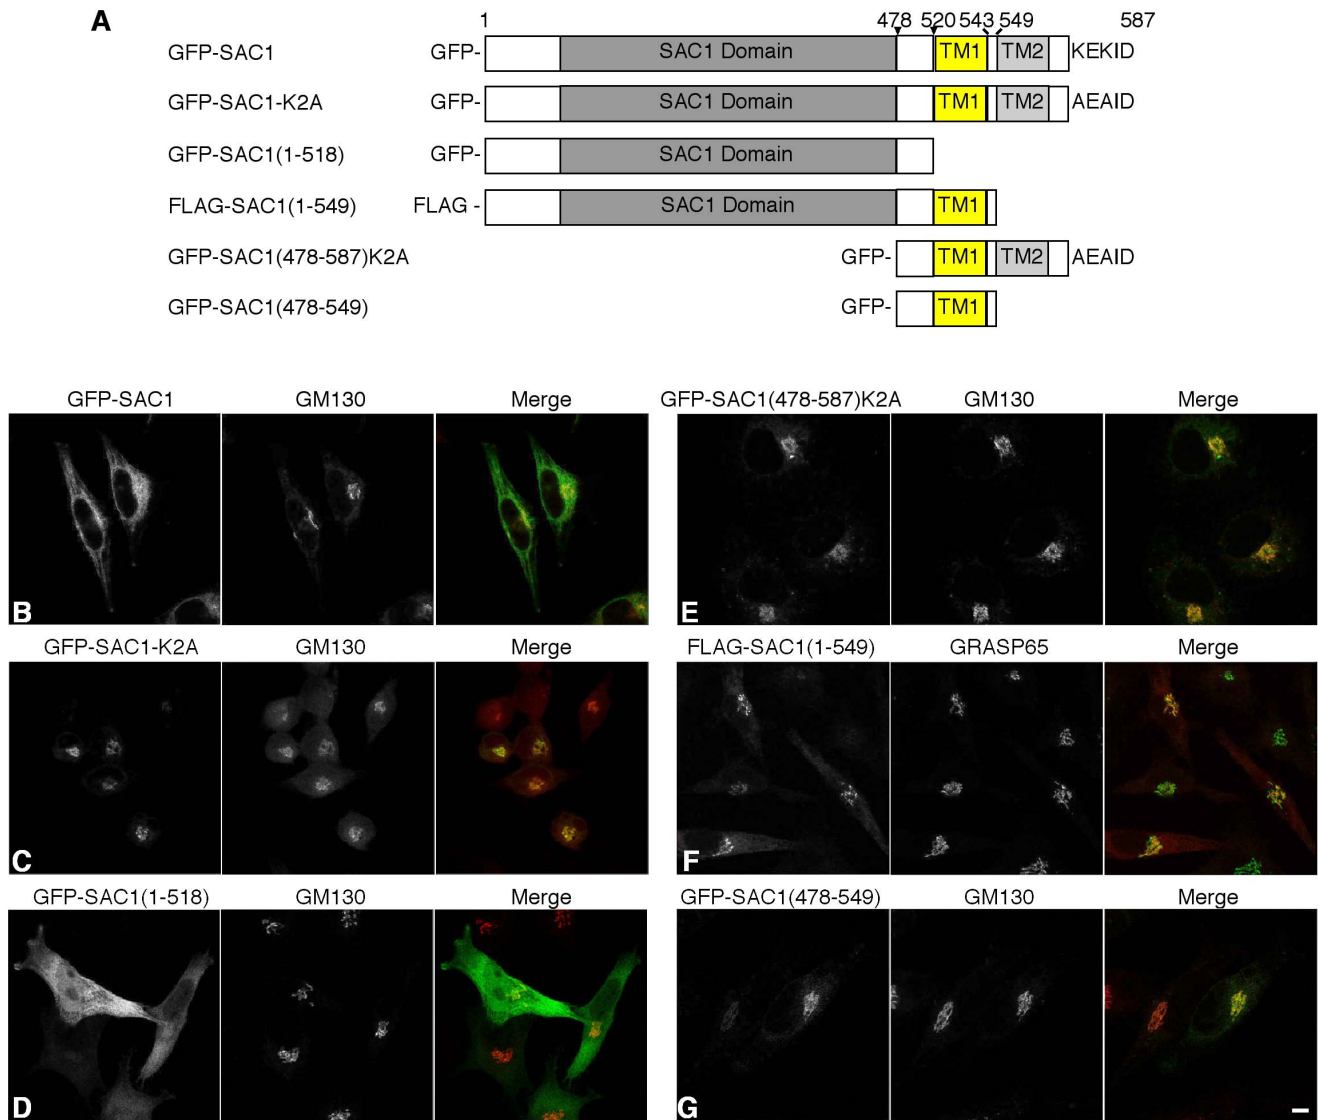 A
1 478 520 543 549 587
GFP-SAC1 GFP- SAC1 Domain TM1 TM2 KEKID
GFP-SAC1-K2A GFP- SAC1 Domain TM1 TM2 AEAID
GFP-SAC1(1-518) GFP- SAC1 Domain
FLAG-SAC1(1-549) FLAG - SAC1 Domain TM1
GFP-SAC1(478-587)K2A GFP- TM1 TM2 AEAID
GFP-SAC1(478-549) GFP- TM1
GFP-SAC1 GM130 Merge
B
GFP-SAC1-K2A GM130 Merge
C
GFP-SAC1(1-518) GM130 Merge
D
GFP-SAC1(478-587)K2A GM130 Merge
E
FLAG-SAC1(1-549) GRASP65 Merge
F
GFP-SAC1(478-549) GM130 Merge
G